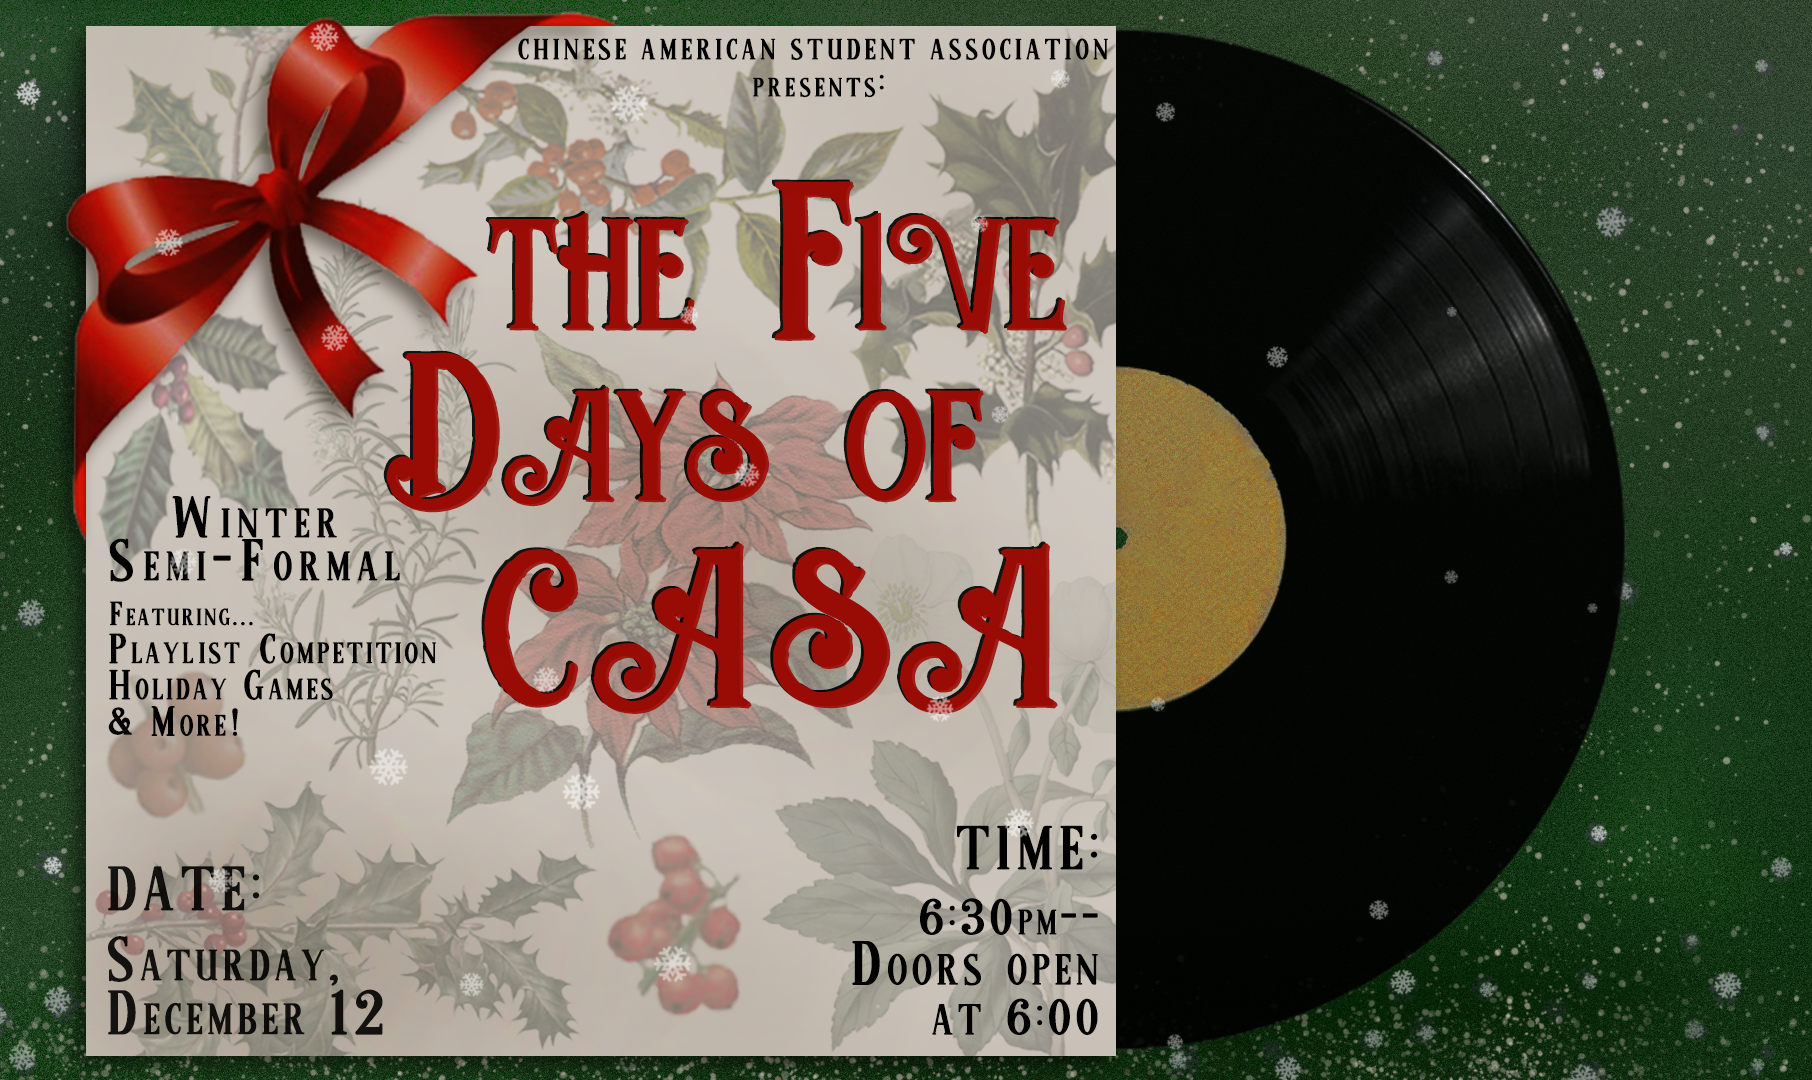 CHINESE AMERICAN STUDENT ASSOCIATION
PRESENTS:
THE FIVE
DAYS OF
CASA
WINTER
SEMI-FORMAL
FEATURING...
PLAYLIST COMPETITION
HOLIDAY GAMES
& MORE!
DATE:
SATURDAY,
DECEMBER 12
TIME:
6:30PM--
DOORS OPEN
AT 6:00